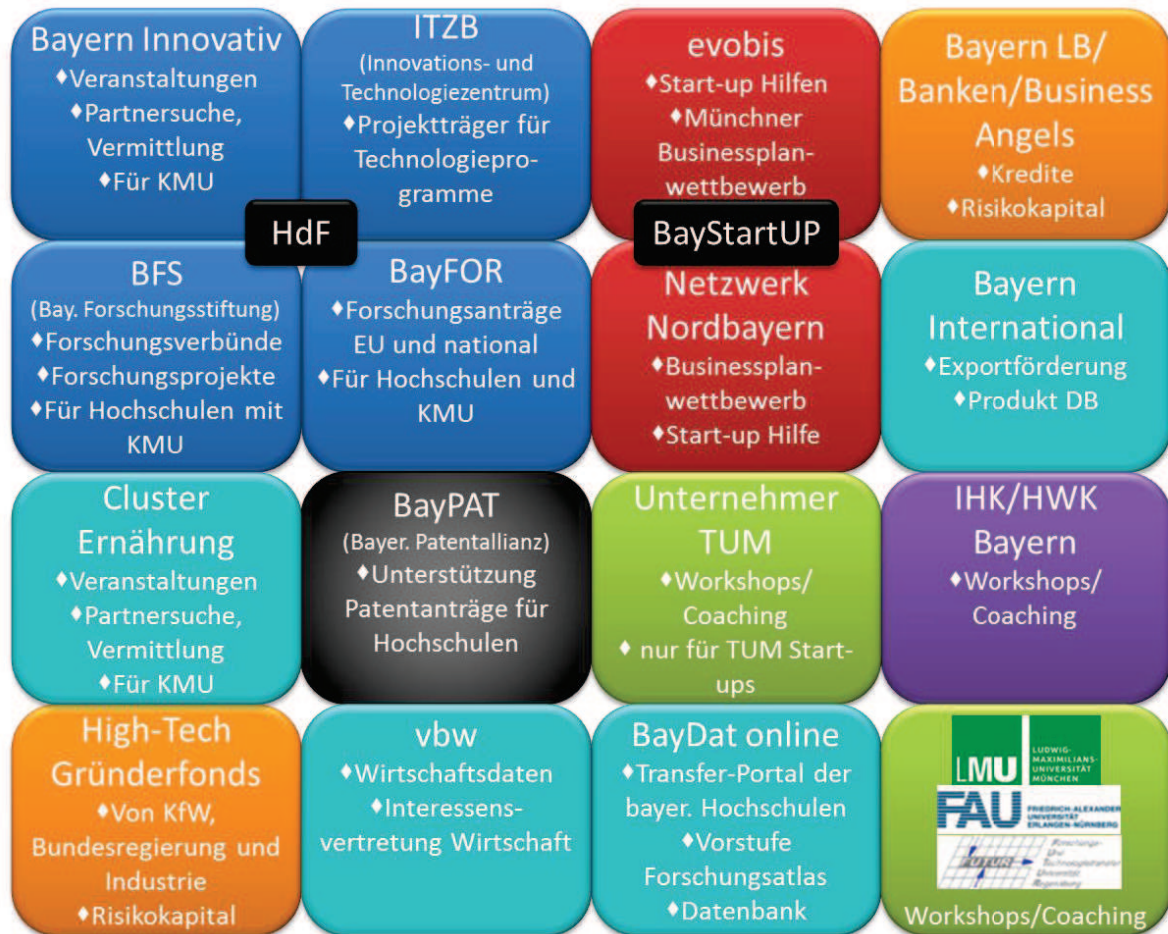 Bayern Innovativ
♦Veranstaltungen
♦Partnersuche,
Vermittlung
♦Für KMU
ITZB
(Innovations- und
Technologiezentrum)
♦Projektträger für
Technologiepro-
gramme
evobis
♦Start-up Hilfen
♦Münchner
Businessplan-
wettbewerb
Bayern LB/
Banken/Business
Angels
♦Kredite
♦Risikokapital
HdF
BayStartUP
BFS
(Bay. Forschungsstiftung)
♦Forschungsverbünde
♦Forschungsprojekte
♦Für Hochschulen mit
KMU
BayFOR
♦Forschungsanträge
EU und national
♦Für Hochschulen und
KMU
Netzwerk
Nordbayern
♦Businessplan-
wettbewerb
♦Start-up Hilfe
Bayern
International
♦Exportförderung
♦Produkt DB
Cluster
Ernährung
♦Veranstaltungen
♦Partnersuche,
Vermittlung
♦Für KMU
BayPAT
(Bayer. Patentallianz)
♦Unterstützung
Patentanträge für
Hochschulen
Unternehmer
TUM
♦Workshops/
Coaching
♦ nur für TUM Start-
ups
IHK/HWK
Bayern
♦Workshops/
Coaching
High-Tech
Gründerfonds
♦Von KfW,
Bundesregierung und
Industrie
♦Risikokapital
vbw
♦Wirtschaftsdaten
♦Interessens-
vertretung Wirtschaft
BayDat online
♦Transfer-Portal der
bayer. Hochschulen
♦Vorstufe
Forschungsatlas
♦Datenbank
LMU
LUDWIG-
MAXIMILIANS-
UNIVERSITÄT
MÜNCHEN
FAU
FRIEDRICH-ALEXANDER
UNIVERSITÄT
ERLANGEN-NÜRNBERG
FUTUR
Forschungs-
Und
Technologietransfer
Universität
Regensburg
Workshops/Coaching